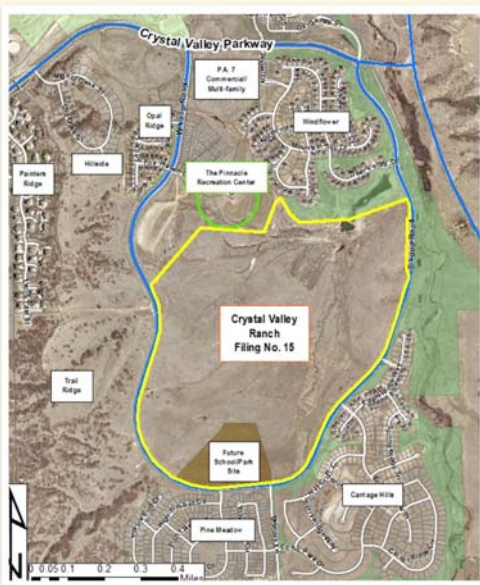 Crystal Valley Parkway
P.A. 7
Commercial/
Multi-family
Opal
Ridge
Windflower
Hillside
Painters
Ridge
The Pinnacle
Recreation Center
Crystal Valley
Ranch
Filing No. 15
Trail
Ridge
Future
School/Park
Site
Carriage Hills
Pine Meadow
N
0 0.05 0.1 0.2 0.3 0.4
Miles